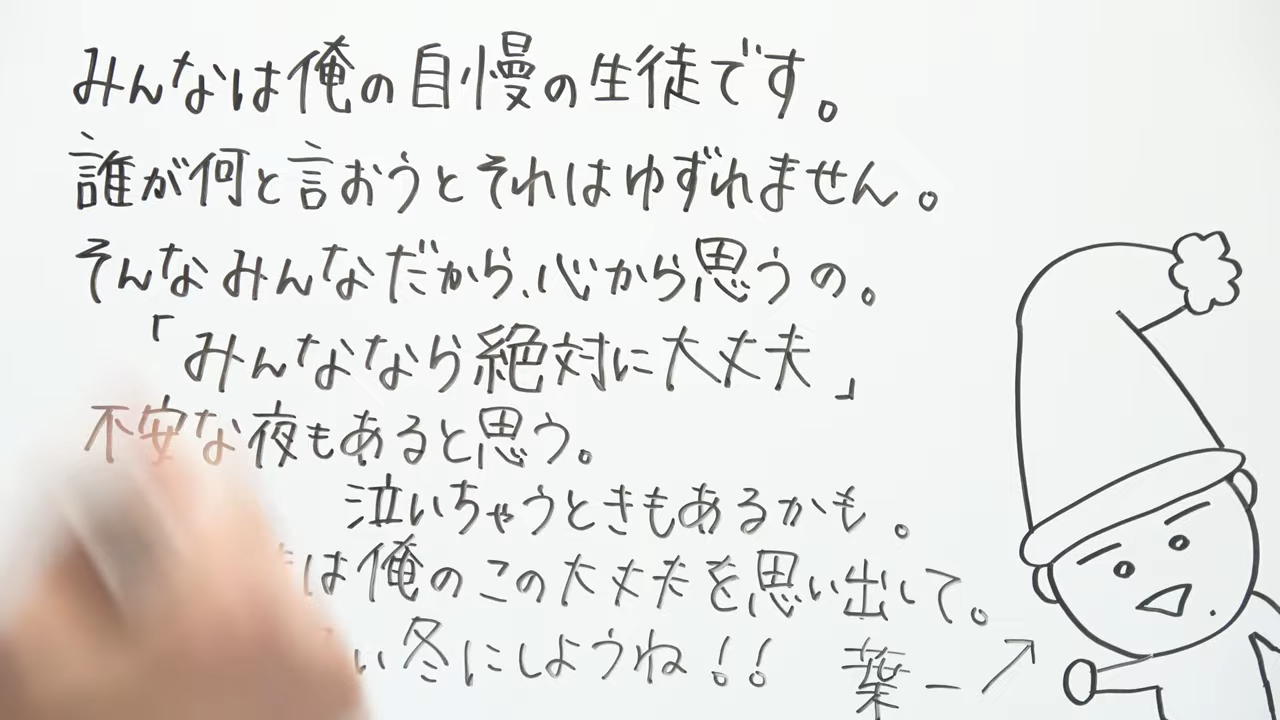 みんなは俺の自慢の生徒です。
誰が何と言おうとそれはゆずれません。
そんなみんなだから、心から思うの。
「みんななら絶対に大丈夫」
不安な夜もあると思う。
泣いちゃうときもあるかも。
は俺のこの大丈夫を思い出して。
い冬にしようね！！
葉一